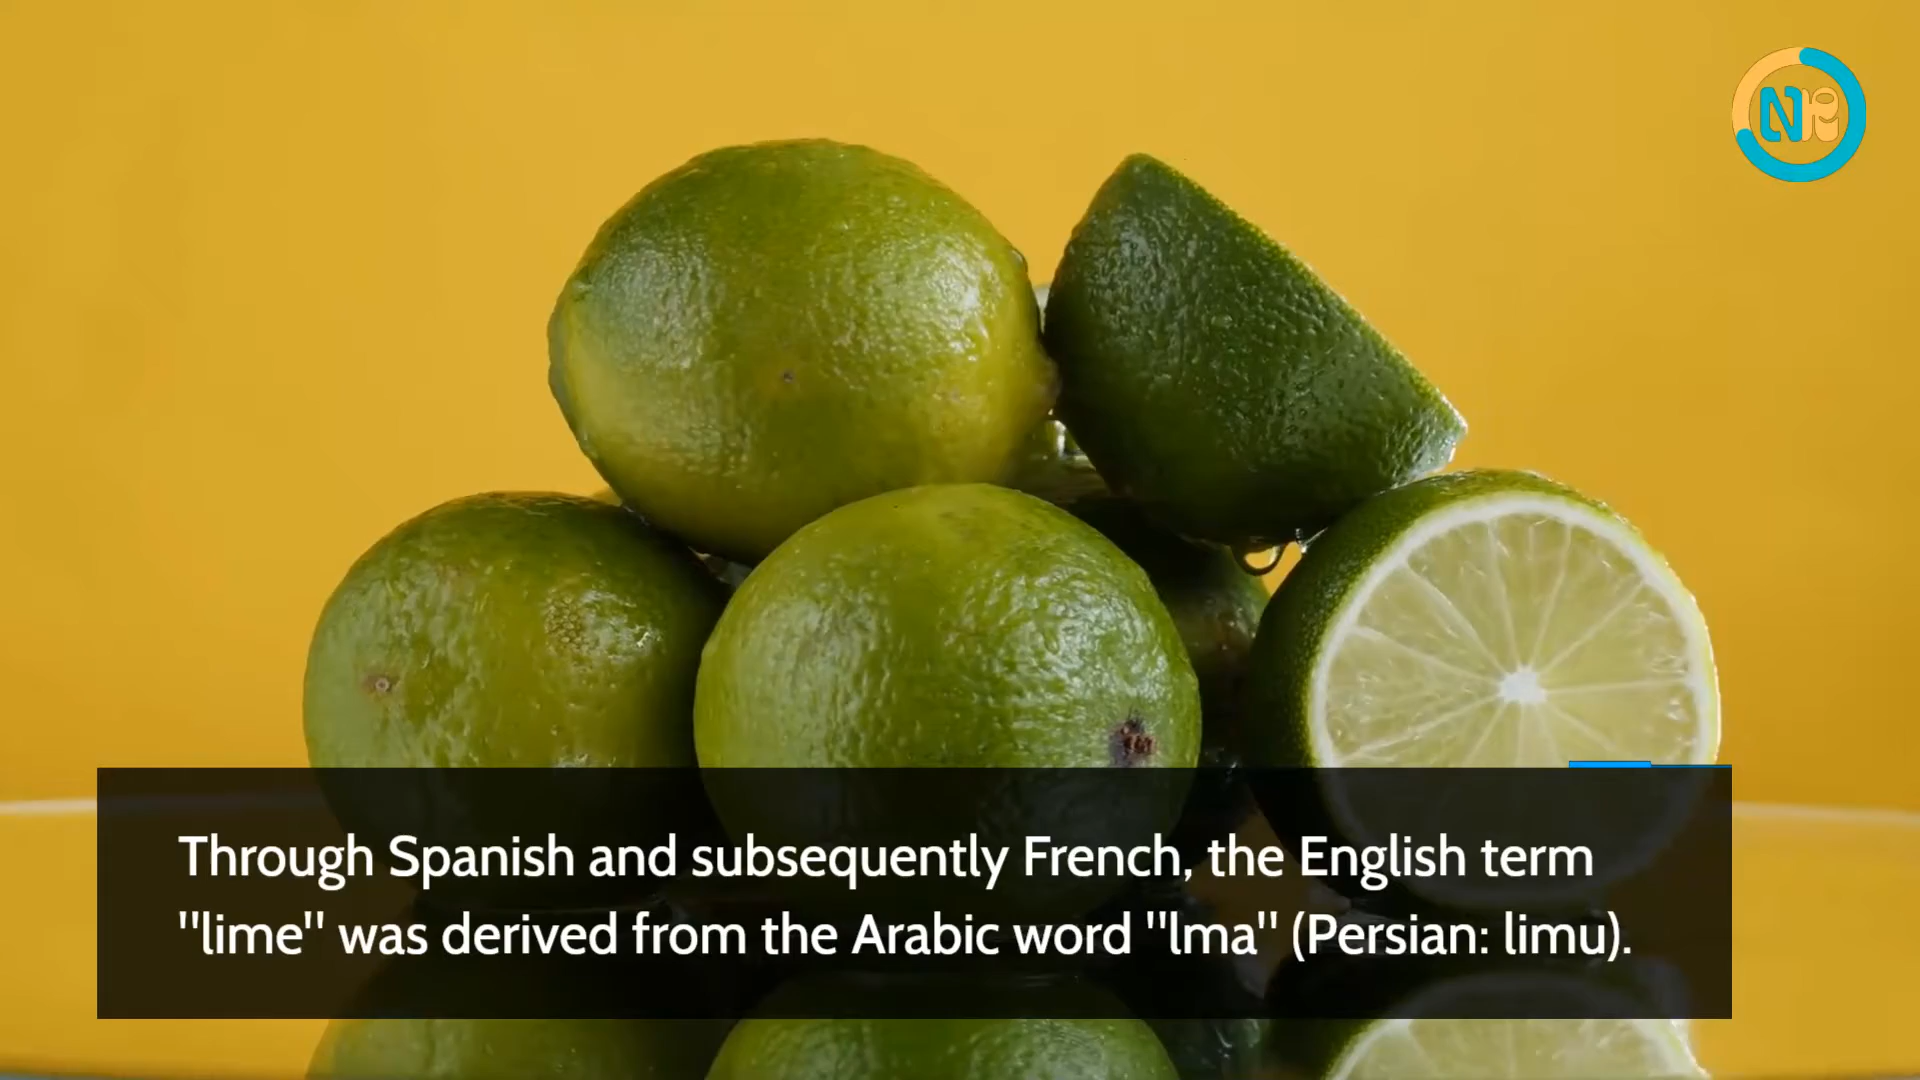 Through Spanish and subsequently French, the English term
"lime" was derived from the Arabic word "lma" (Persian: limu).